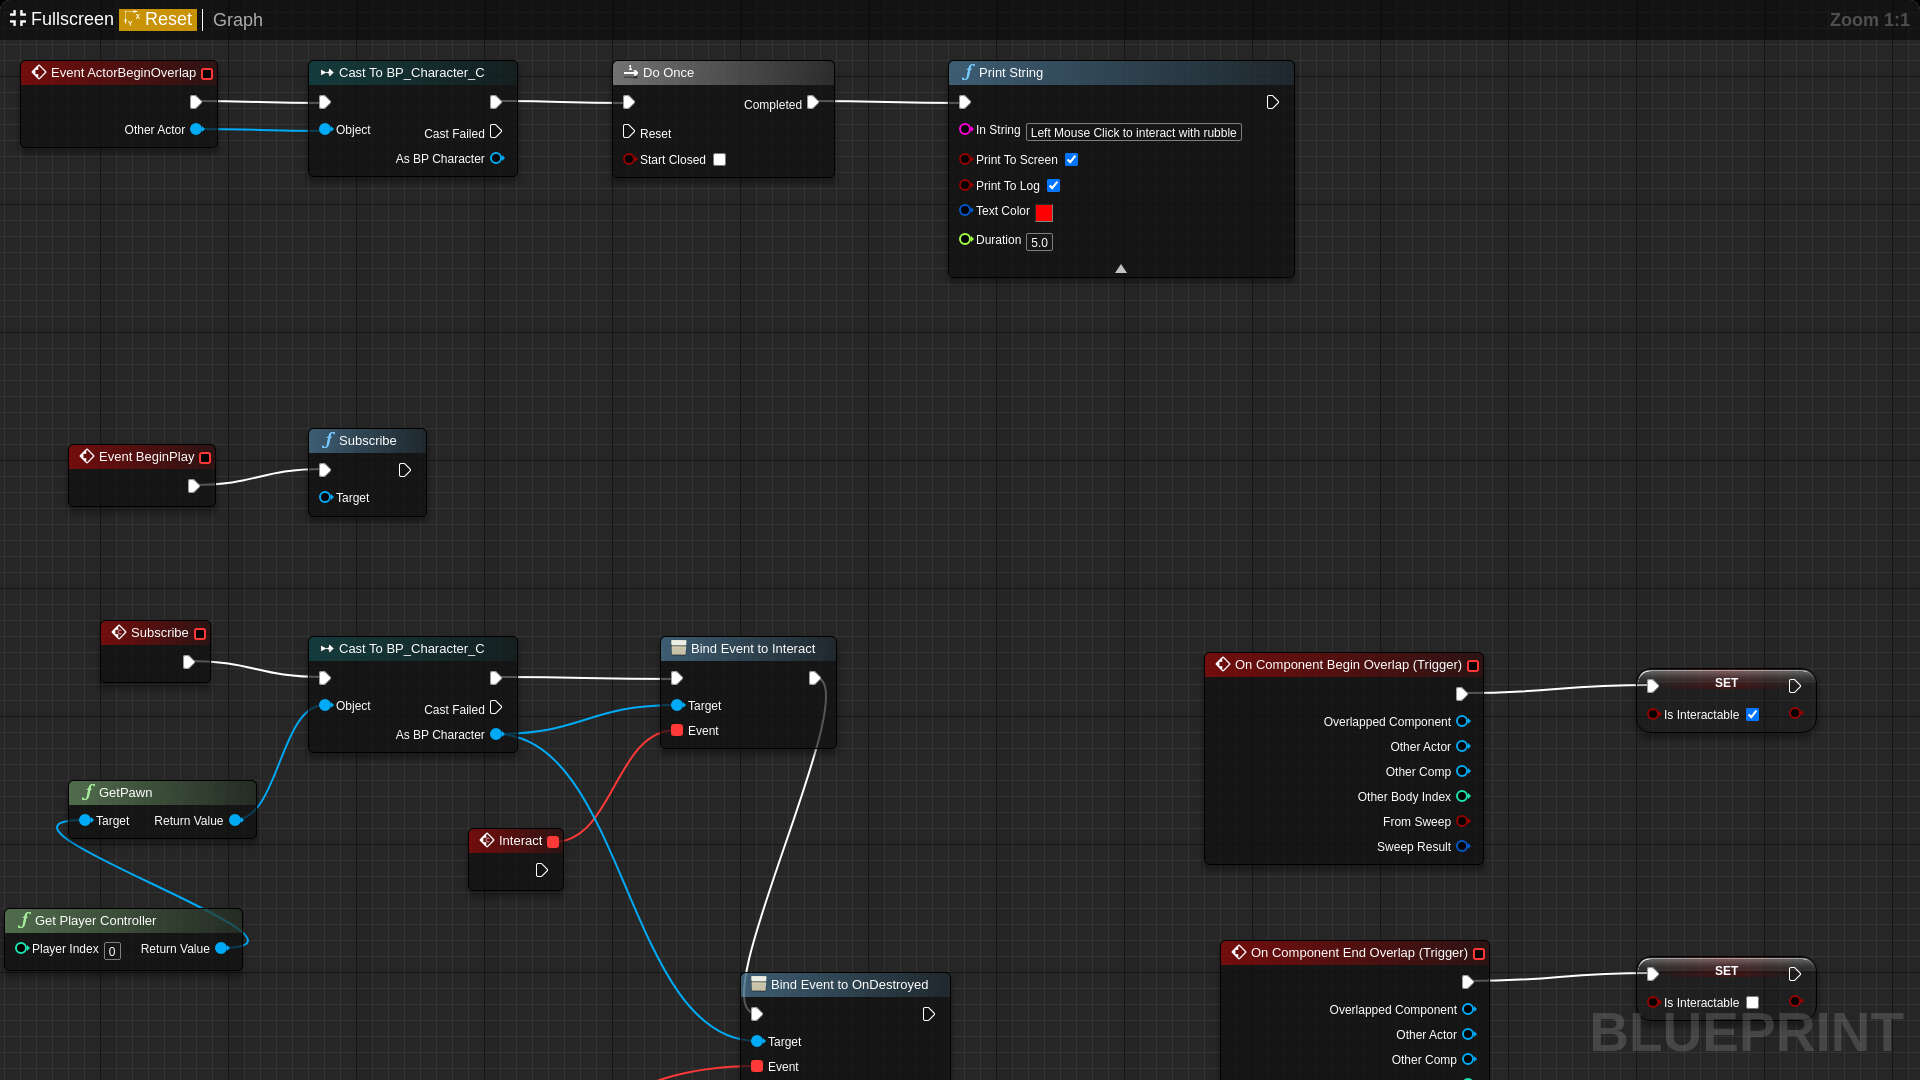 Fullscreen Reset Graph
Zoom 1:1
Event ActorBeginOverlap
Other Actor
Cast To BP_Character_C
Object
Cast Failed
As BP Character
Do Once
Completed
Reset
Start Closed
Print String
In String Left Mouse Click to interact with rubble
Print To Screen
Print To Log
Text Color
Duration 5.0
Event BeginPlay
Subscribe
Target
Subscribe
Cast To BP_Character_C
Object
Cast Failed
As BP Character
Bind Event to Interact
Target
Event
GetPawn
Target Return Value
Interact
Get Player Controller
Player Index 0 Return Value
Bind Event to OnDestroyed
Target
Event
On Component Begin Overlap (Trigger)
Overlapped Component
Other Actor
Other Comp
Other Body Index
From Sweep
Sweep Result
SET
Is Interactable
On Component End Overlap (Trigger)
Overlapped Component
Other Actor
Other Comp
SET
Is Interactable
BLUEPRINT